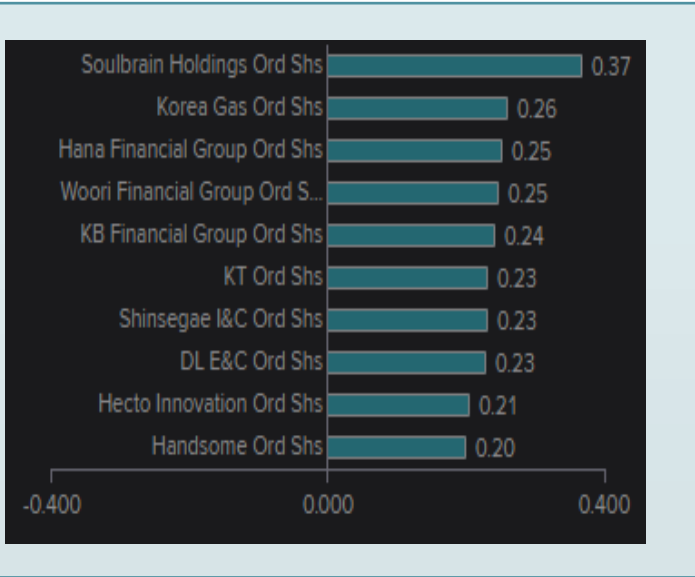 Soulbrain Holdings Ord Shs 0.37
Korea Gas Ord Shs 0.26
Hana Financial Group Ord Shs 0.25
Woori Financial Group Ord S... 0.25
KB Financial Group Ord Shs 0.24
KT Ord Shs 0.23
Shinsegae I&C Ord Shs 0.23
DL E&C Ord Shs 0.23
Hecto Innovation Ord Shs 0.21
Handsome Ord Shs 0.20
-0.400 0.000 0.400